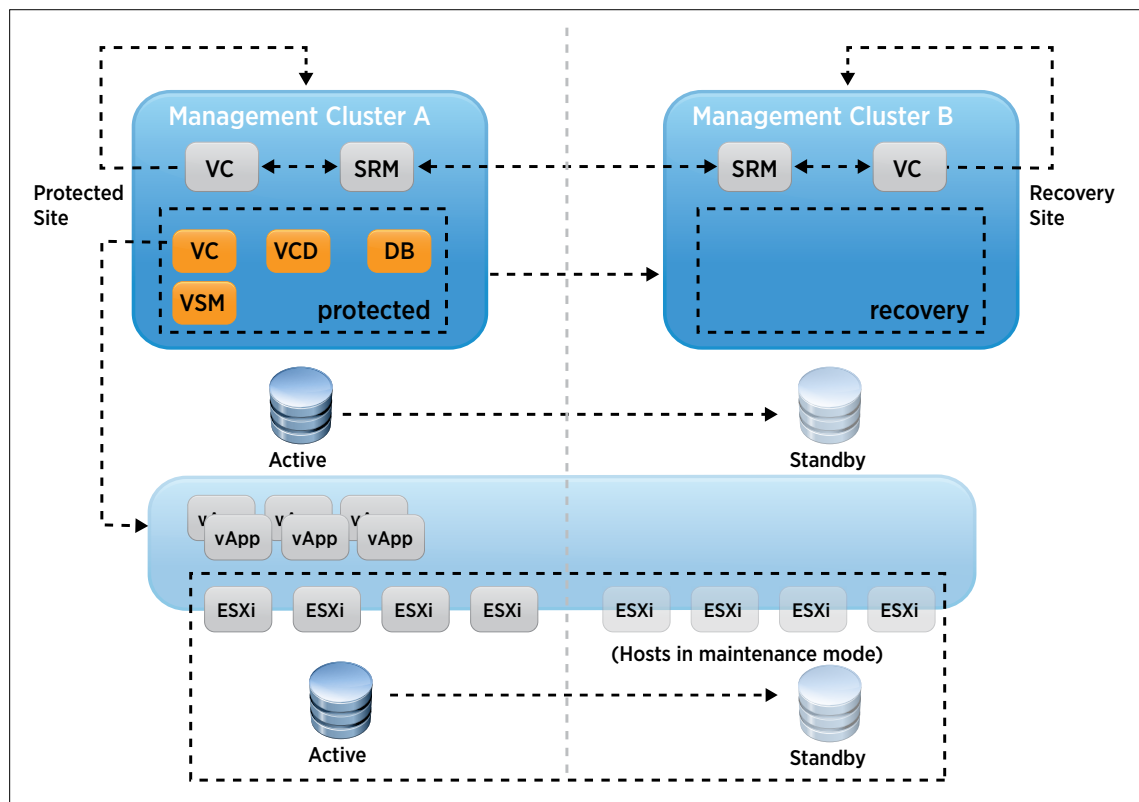 Management Cluster A
Management Cluster B
VC
SRM
SRM
VC
Protected
Site
Recovery
Site
VC
VCD
DB
VSM
protected
recovery
Active
Standby
vApp
vApp
vApp
ESXi
ESXi
ESXi
ESXi
ESXi
ESXi
ESXi
ESXi
(Hosts in maintenance mode)
Active
Standby